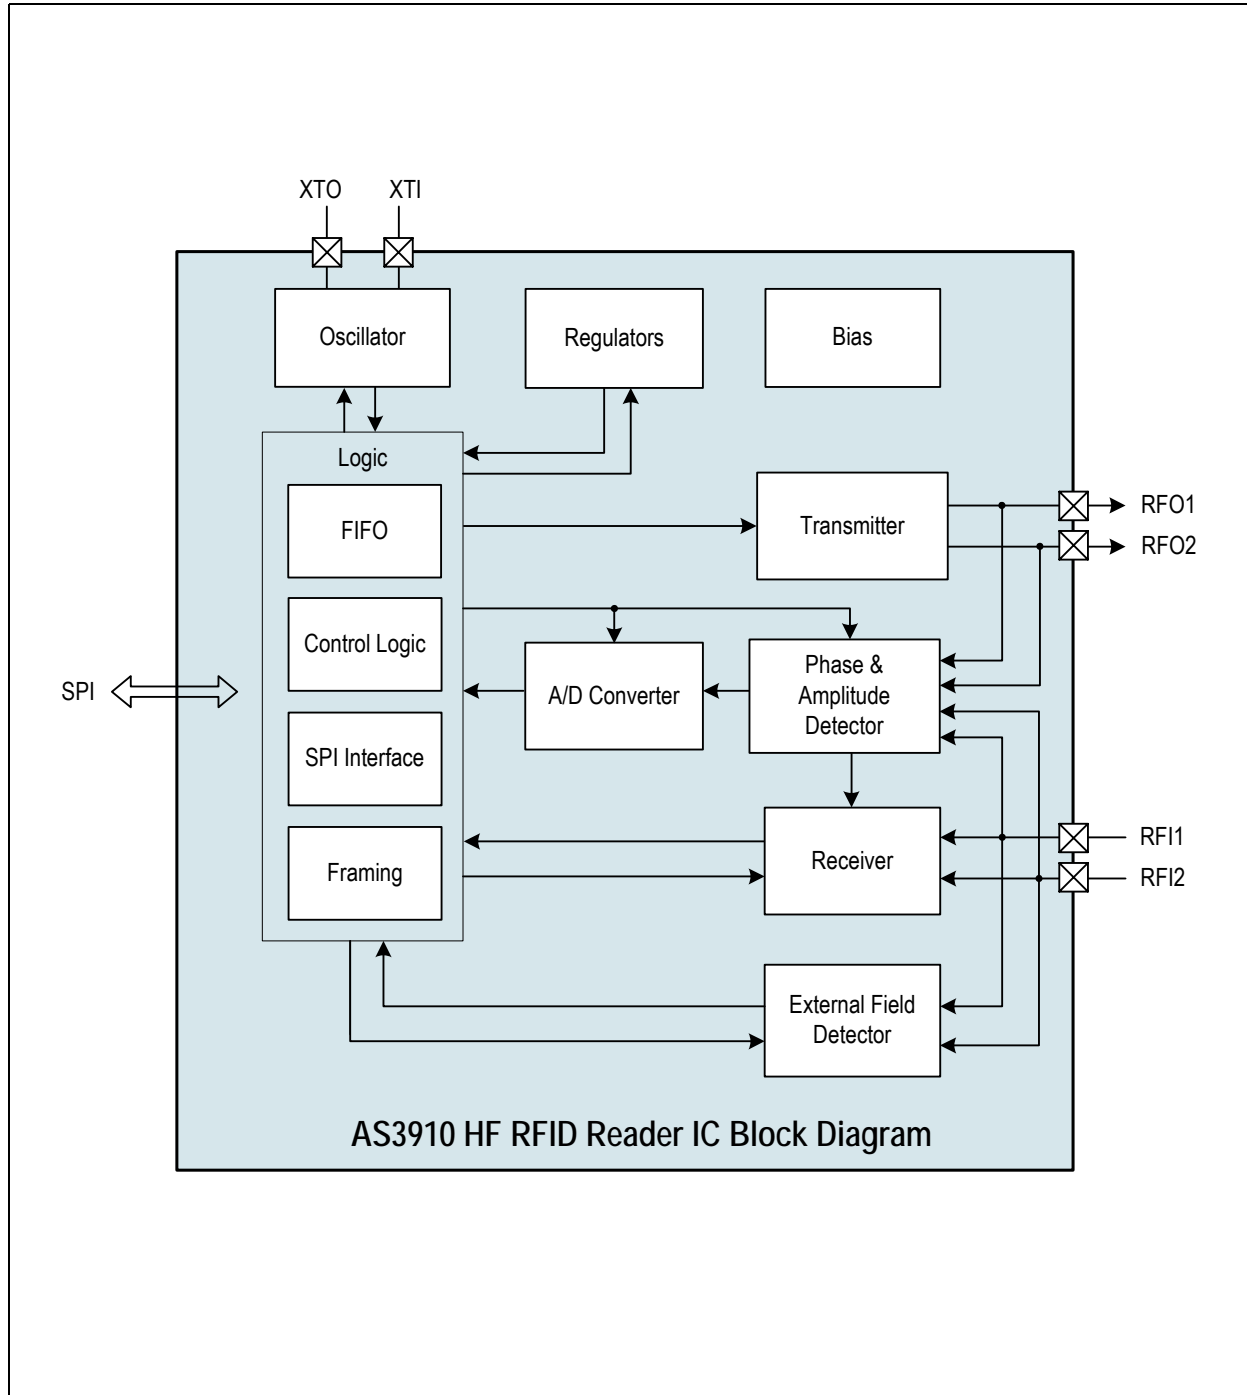 XTO
XTI
Oscillator
Regulators
Bias
Logic
FIFO
Transmitter
RFO1
RFO2
Control Logic
A/D Converter
Phase &
Amplitude
Detector
SPI
SPI Interface
Framing
Receiver
RFI1
RFI2
External Field
Detector
AS3910 HF RFID Reader IC Block Diagram